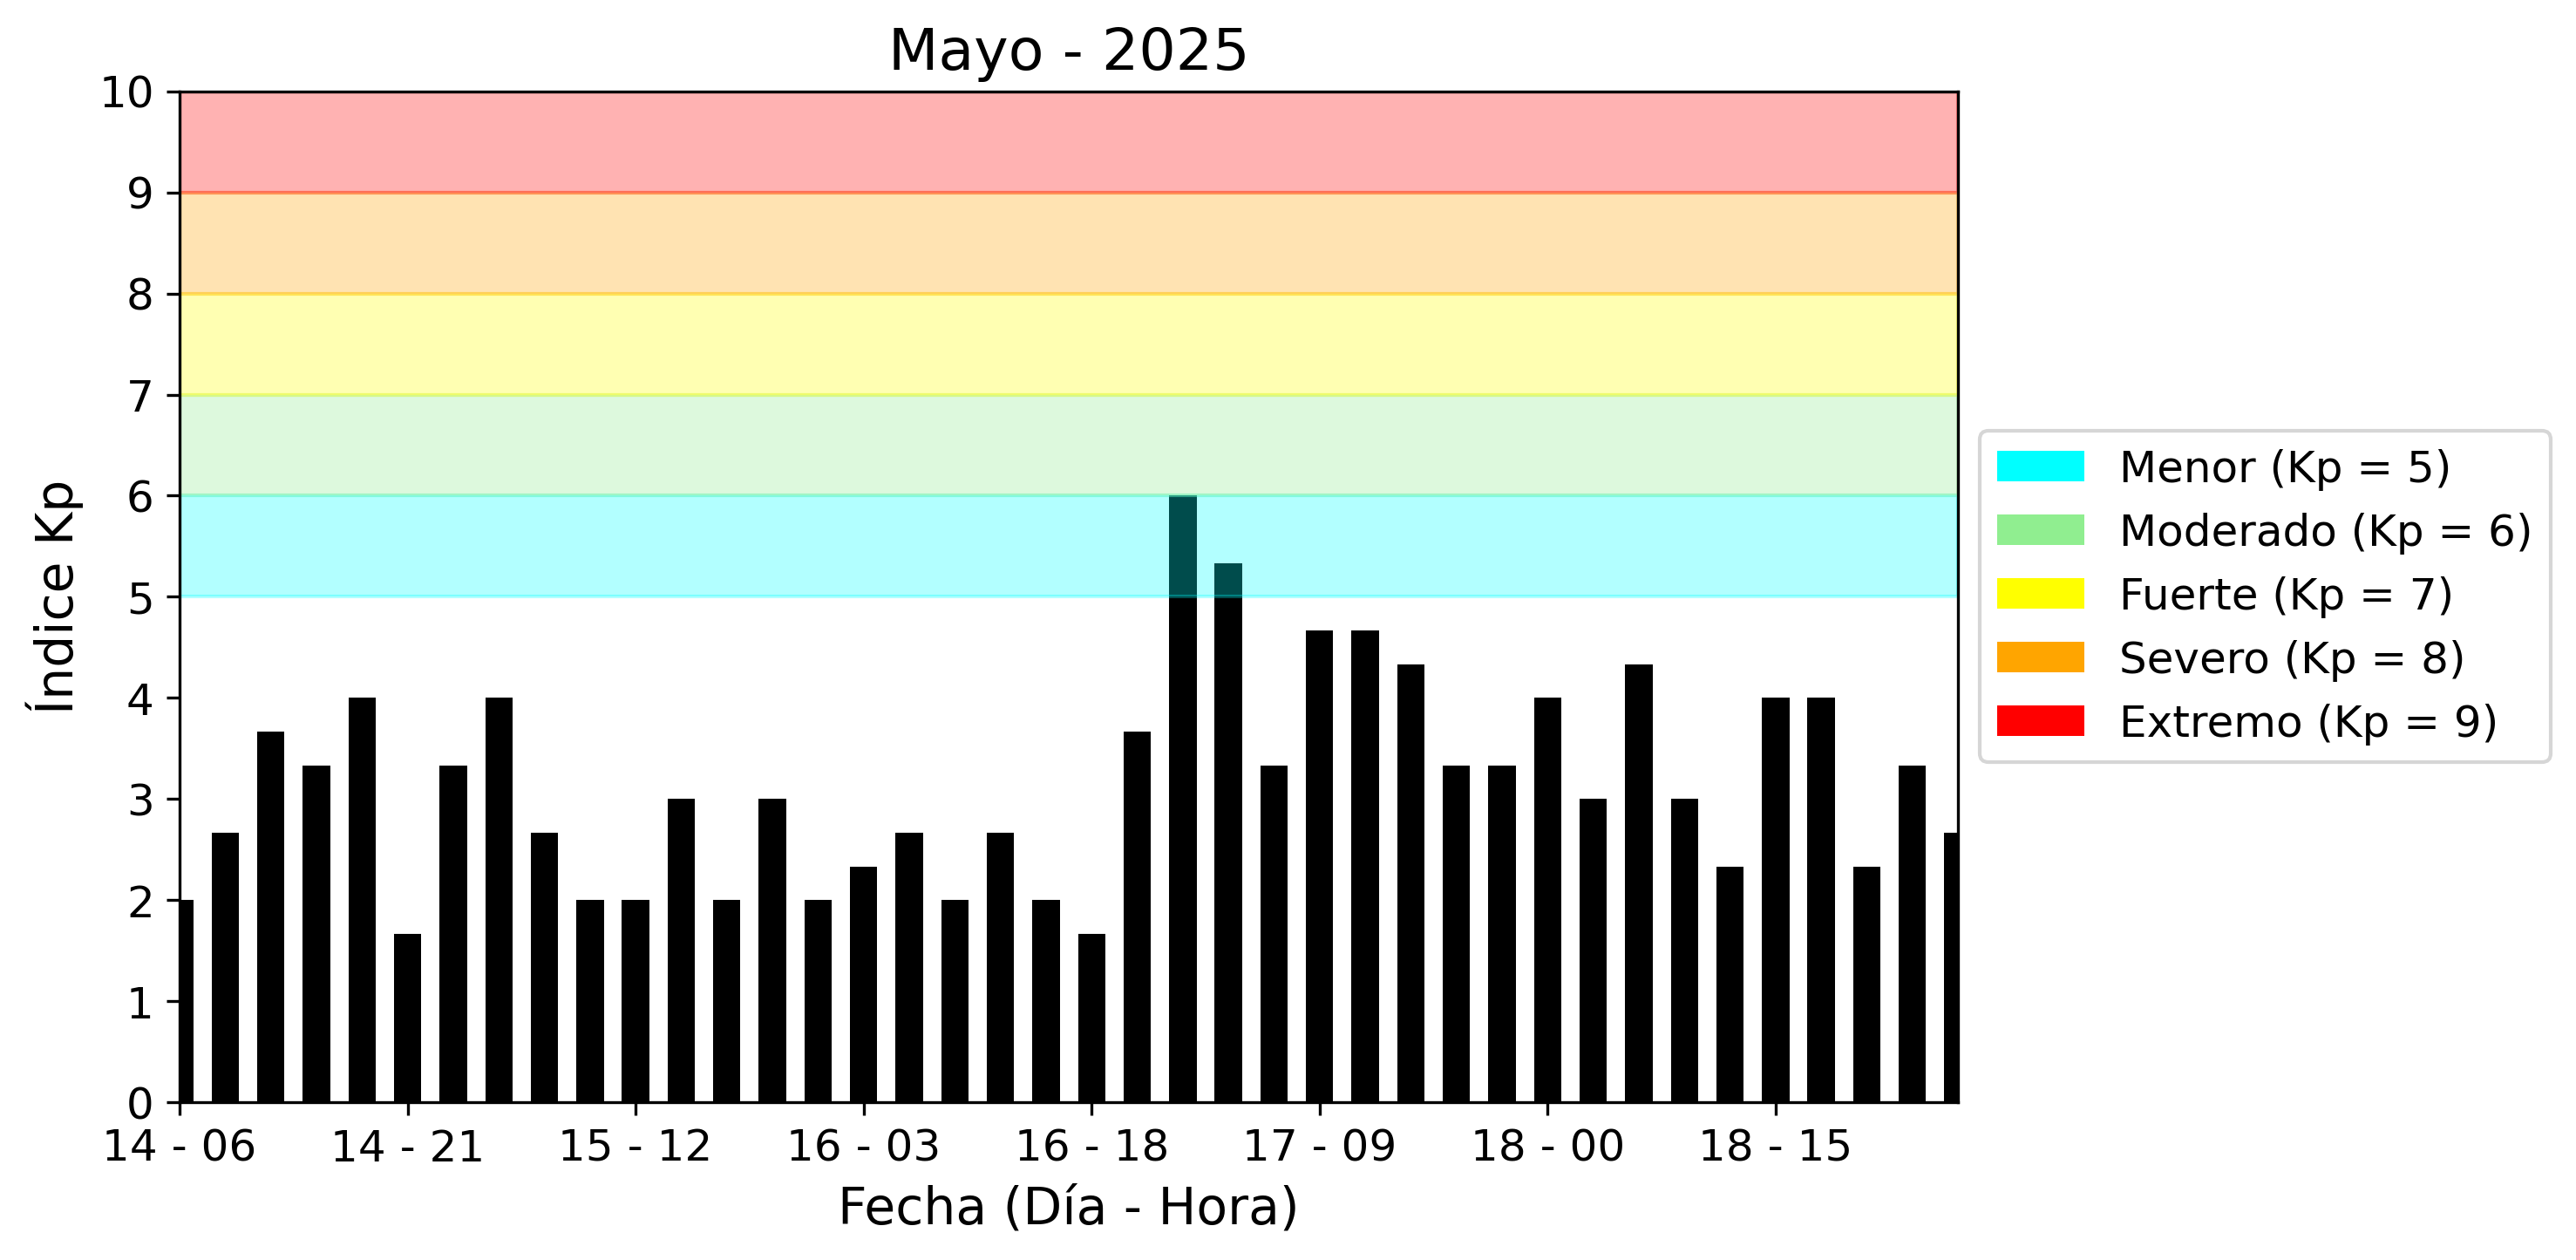 Mayo - 2025
10
9
8
7
6
5
4
3
2
1
0
Índice Kp
14 - 06
14 - 21
15 - 12
16 - 03
16 - 18
17 - 09
18 - 00
18 - 15
Fecha (Día - Hora)
Menor (Kp = 5)
Moderado (Kp = 6)
Fuerte (Kp = 7)
Severo (Kp = 8)
Extremo (Kp = 9)